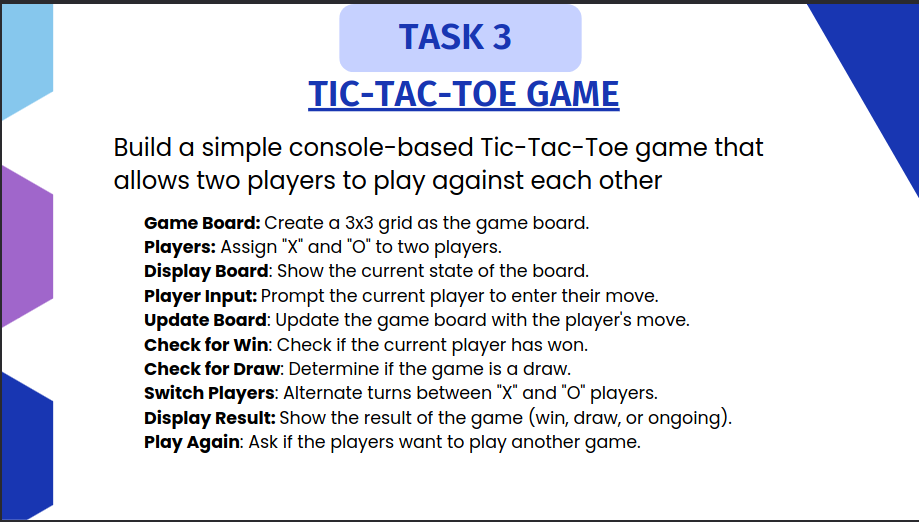 TASK 3
TIC-TAC-TOE GAME
Build a simple console-based Tic-Tac-Toe game that
allows two players to play against each other
Game Board: Create a 3x3 grid as the game board.
Players: Assign "X" and "O" to two players.
Display Board: Show the current state of the board.
Player Input: Prompt the current player to enter their move.
Update Board: Update the game board with the player's move.
Check for Win: Check if the current player has won.
Check for Draw: Determine if the game is a draw.
Switch Players: Alternate turns between "X" and "O" players.
Display Result: Show the result of the game (win, draw, or ongoing).
Play Again: Ask if the players want to play another game.